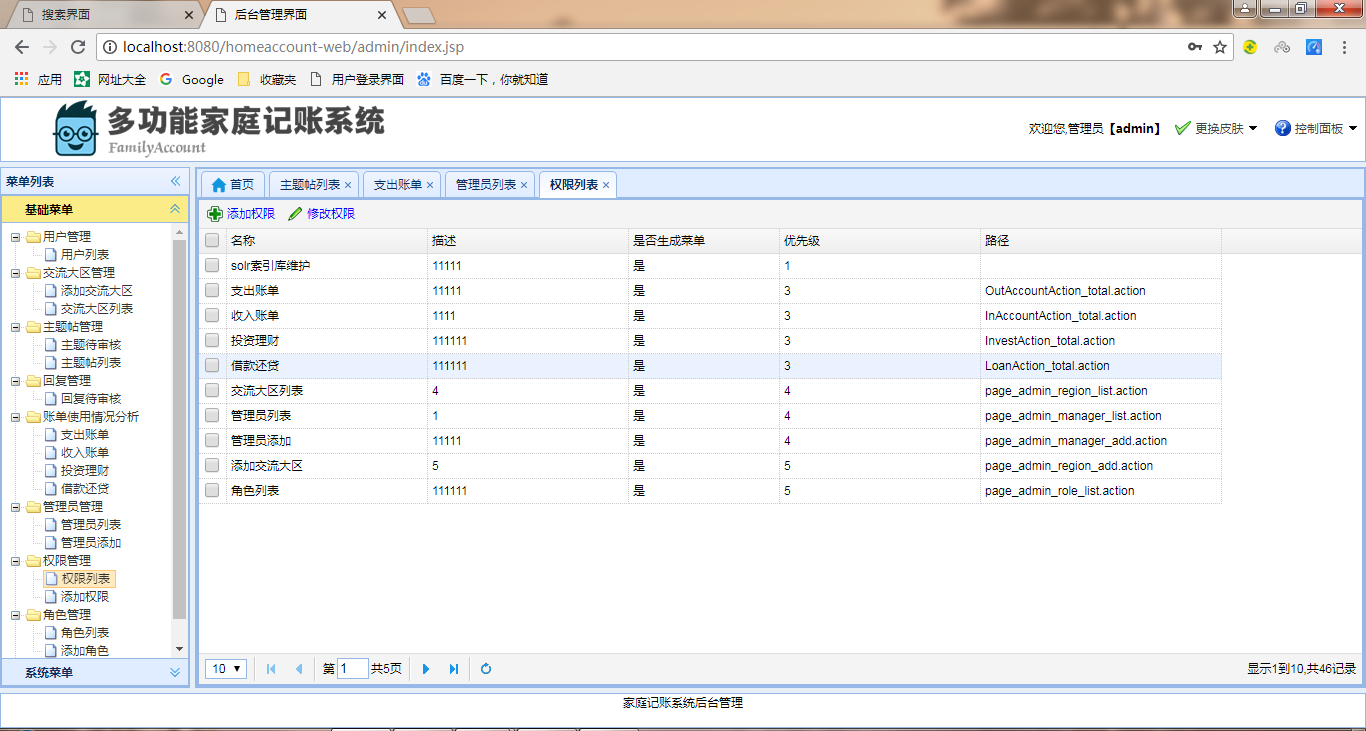 搜素界面
后台管理界面
localhost:8080/homeaccount-web/admin/index.jsp
应用 网址大全 Google 收藏夹 用户登录界面 百度一下，你就知道
多功能家庭记账系统
FamilyAccount
欢迎您,管理员【admin】 更换皮肤 控制面板
菜单列表
基础菜单
用户管理
用户列表
交流大区管理
添加交流大区
交流大区列表
主题帖管理
主题待审核
主题帖列表
回复管理
回复待审核
账单使用情况分析
支出账单
收入账单
投资理财
借款还贷
管理员管理
管理员列表
管理员添加
权限管理
权限列表
添加权限
角色管理
角色列表
添加角色
系统菜单
首页 主题帖列表 支出账单 管理员列表 权限列表
添加权限 修改权限
名称 描述 是否生成菜单 优先级 路径
solr索引库维护 11111 是 1
支出账单 11111 是 3 OutAccountAction_total.action
收入账单 1111 是 3 InAccountAction_total.action
投资理财 111111 是 3 InvestAction_total.action
借款还贷 111111 是 3 LoanAction_total.action
交流大区列表 4 是 4 page_admin_region_list.action
管理员列表 1 是 4 page_admin_manager_list.action
管理员添加 11111 是 4 page_admin_manager_add.action
添加交流大区 5 是 5 page_admin_region_add.action
角色列表 111111 是 5 page_admin_role_list.action
10 第 1 共5页
显示1到10,共46记录
家庭记账系统后台管理